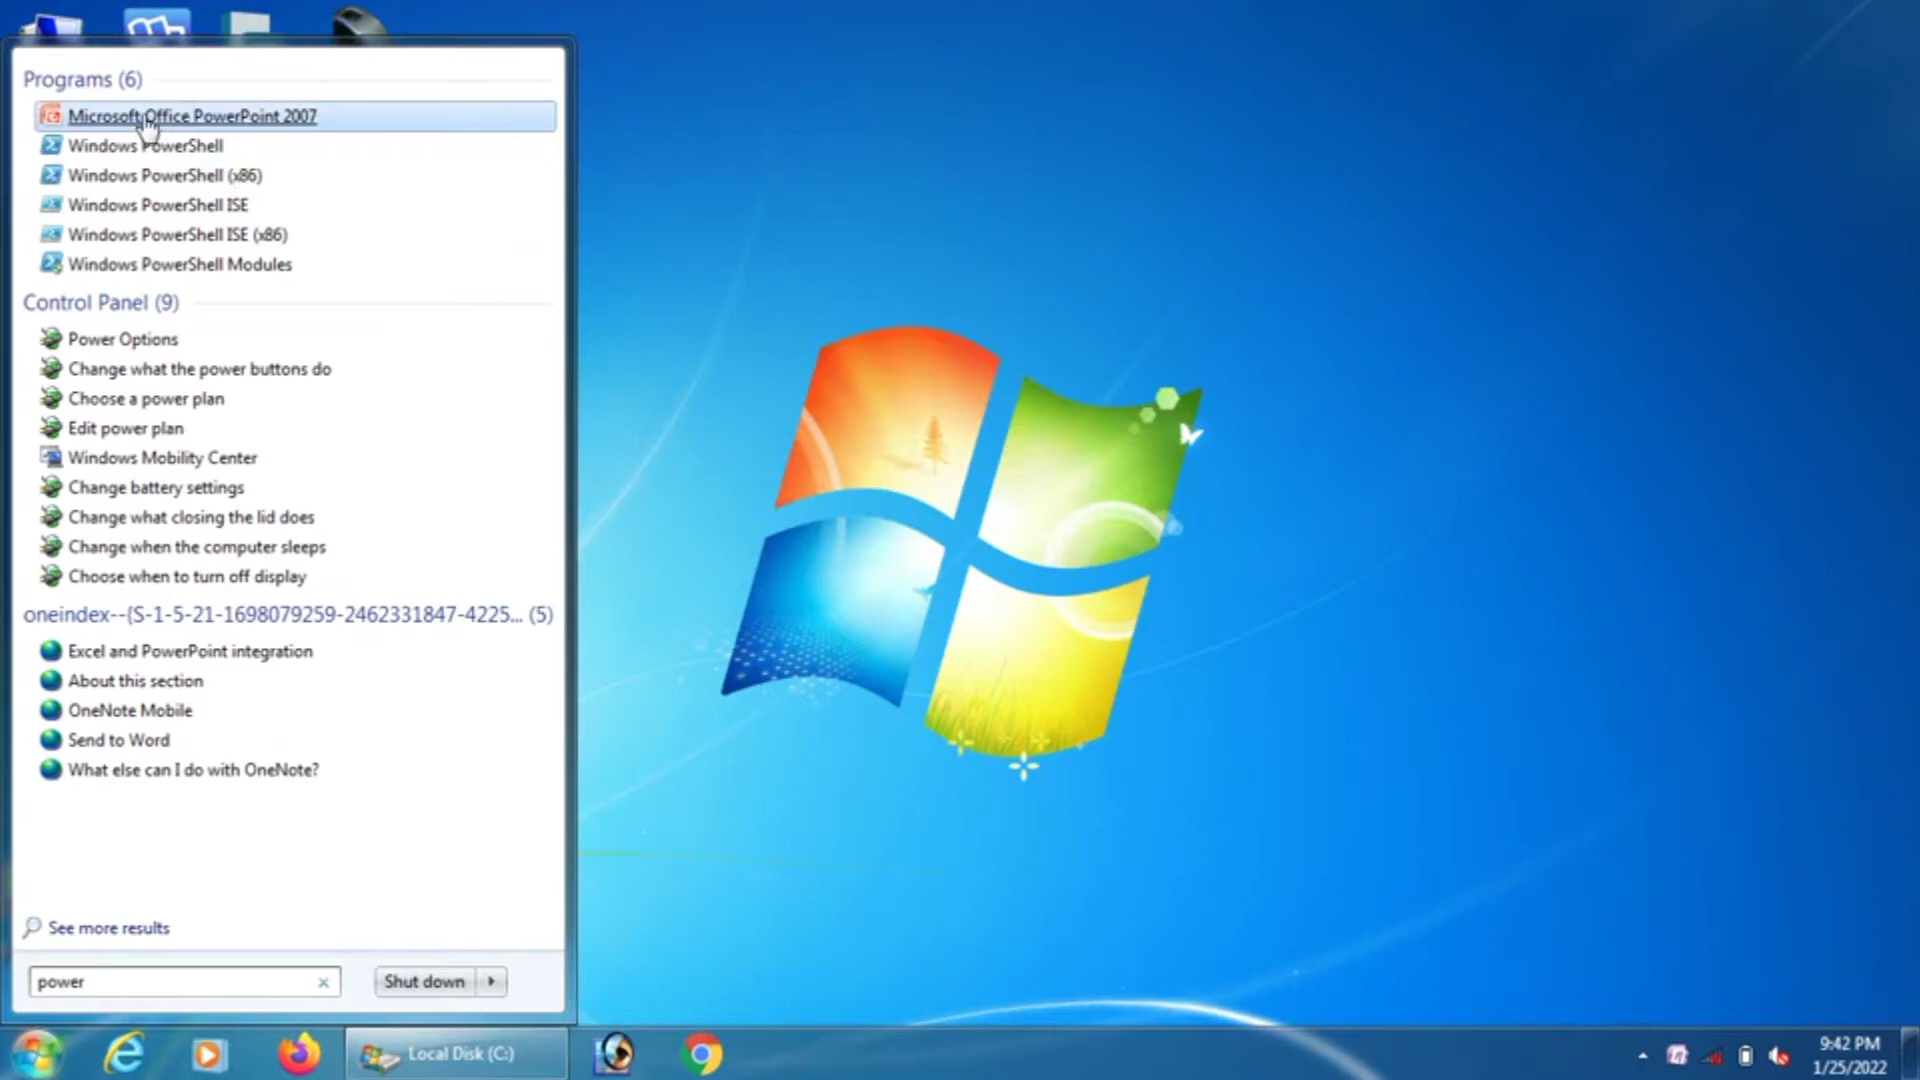 Programs (6)
Microsoft Office PowerPoint 2007
Windows PowerShell
Windows PowerShell (x86)
Windows PowerShell ISE
Windows PowerShell ISE (x86)
Windows PowerShell Modules
Control Panel (9)
Power Options
Change what the power buttons do
Choose a power plan
Edit power plan
Windows Mobility Center
Change battery settings
Change what closing the lid does
Change when the computer sleeps
Choose when to turn off display
oneindex--{S-1-5-21-1698079259-2462331847-4225... (5)
Excel and PowerPoint integration
About this section
OneNote Mobile
Send to Word
What else can I do with OneNote?
See more results
power
Shut down
Local Disk (C:)
9:42 PM
1/25/2022